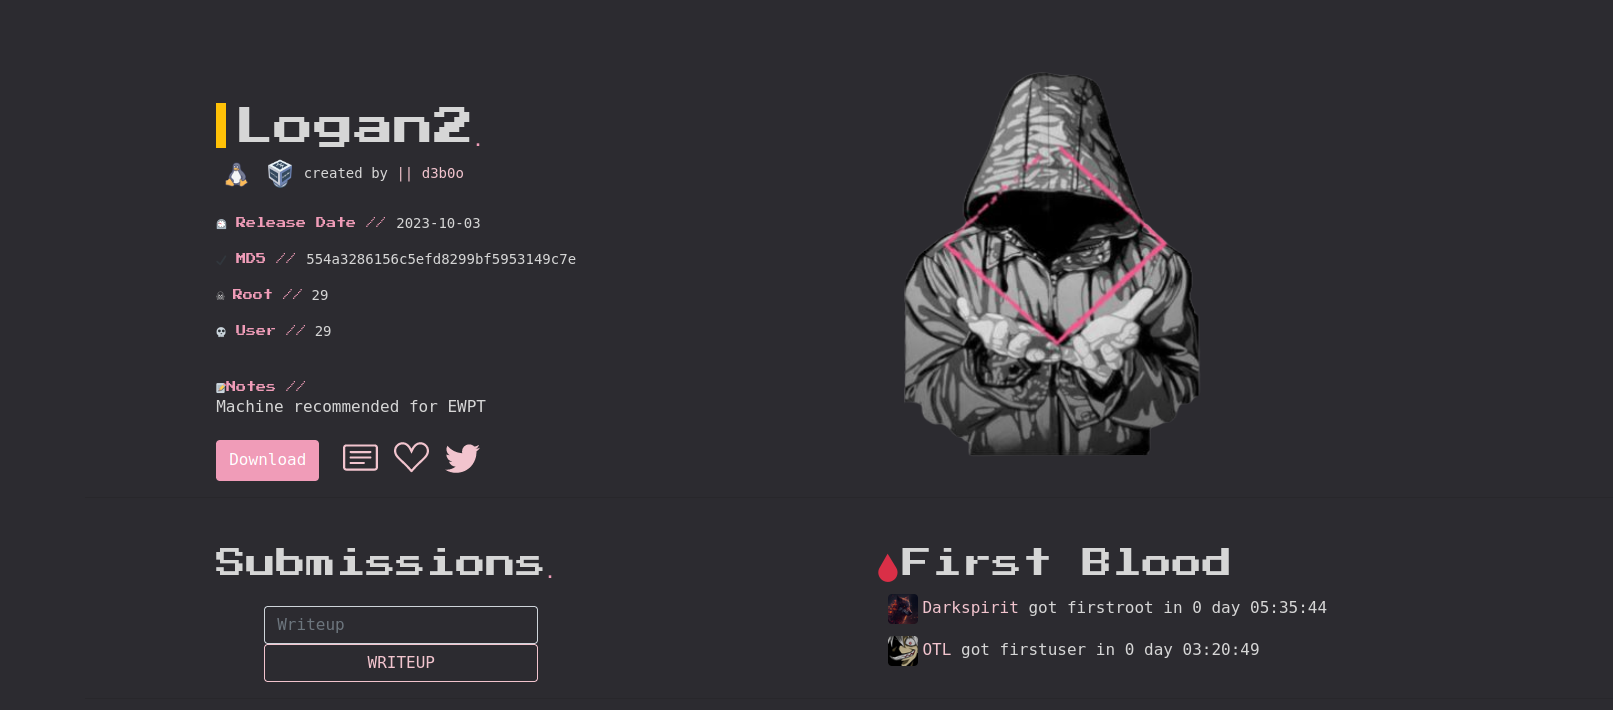 Logan2.
created by || d3b0o
Release Date // 2023-10-03
MD5 // 554a3286156c5efd8299bf5953149c7e
Root // 29
User // 29
Notes //
Machine recommended for EWPT
Download
Submissions.
Writeup
WRITEUP
First Blood
Darkspirit got firstroot in 0 day 05:35:44
OTL got firstuser in 0 day 03:20:49